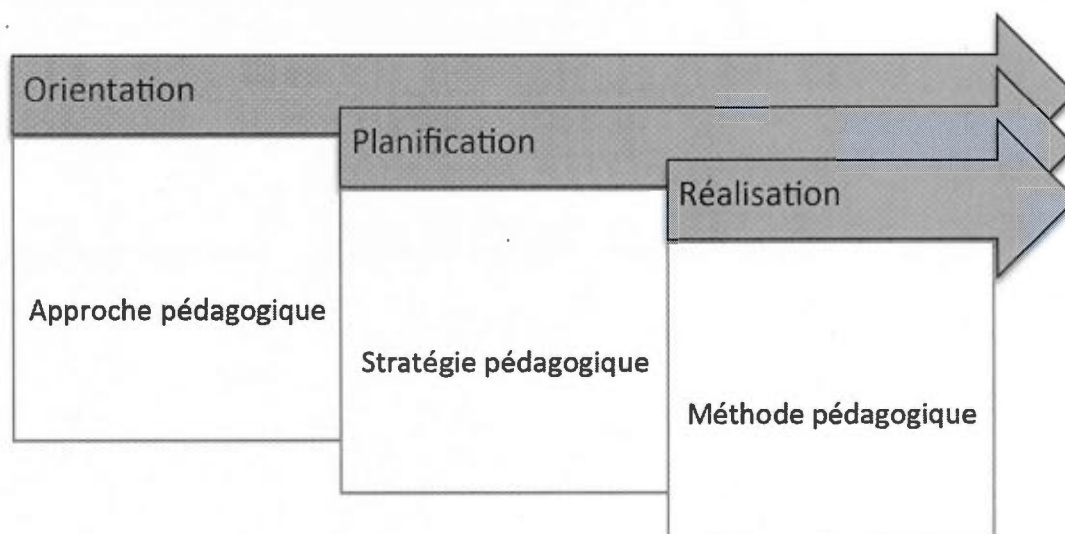 Orientation
Planification
Réalisation
Approche pédagogique
Stratégie pédagogique
Méthode pédagogique